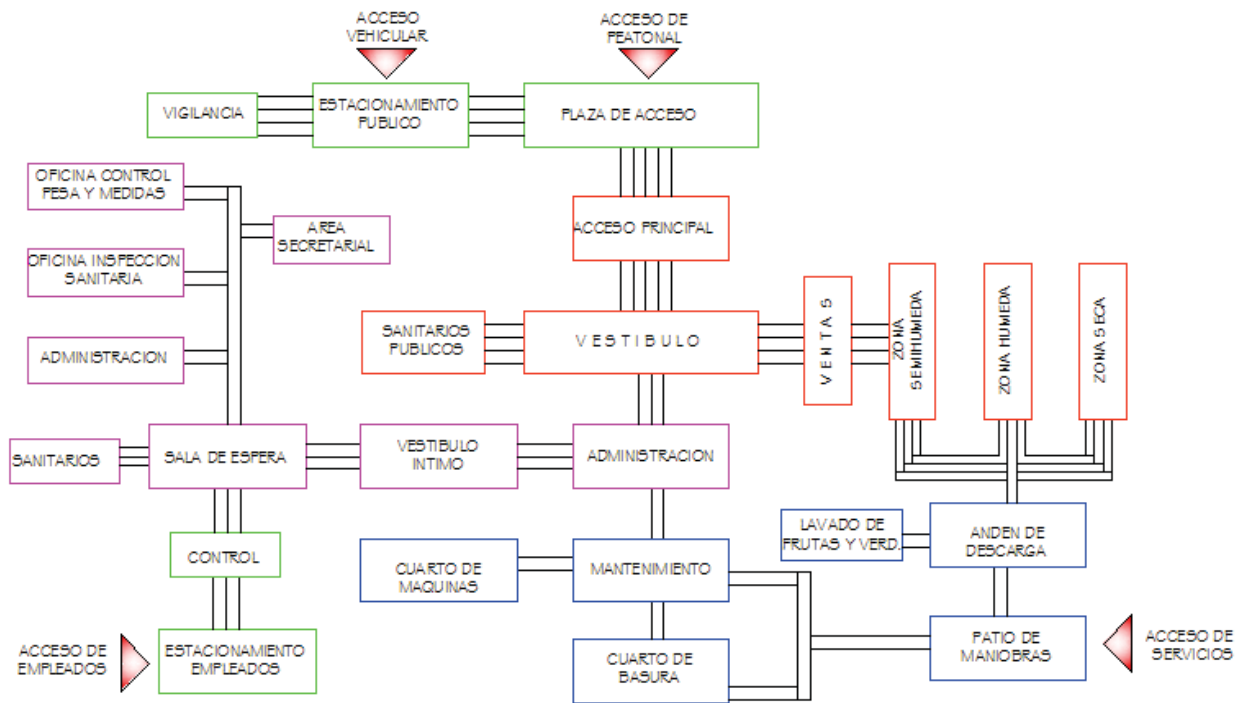 ACCESO
VEHICULAR
ACCESO DE
PEATONAL
VIGILANCIA
ESTACIONAMIENTO
PUBLICO
PLAZA DE ACCESO
OFICINA CONTROL
PESA Y MEDIDAS
AREA
SECRETARIAL
ACCESO PRINCIPAL
OFICINA INSPECCION
SANITARIA
ADMINISTRACION
SANITARIOS
PUBLICOS
VESTIBULO
VENTAS
ZONA
SEMIHUMEDA
ZONA HUMEDA
ZONA SECA
SANITARIOS
SALA DE ESPERA
VESTIBULO
INTIMO
ADMINISTRACION
CONTROL
CUARTO DE
MAQUINAS
MANTENIMIENTO
LAVADO DE
FRUTAS Y VERD.
ANDEN DE
DESCARGA
ACCESO DE
EMPLEADOS
ESTACIONAMIENTO
EMPLEADOS
CUARTO DE
BASURA
PATIO DE
MANIOBRAS
ACCESO DE
SERVICIOS